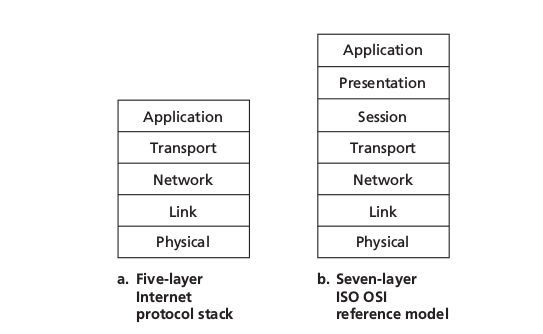 Application
Transport
Network
Link
Physical
a. Five-layer
Internet
protocol stack
Application
Presentation
Session
Transport
Network
Link
Physical
b. Seven-layer
ISO OSI
reference model